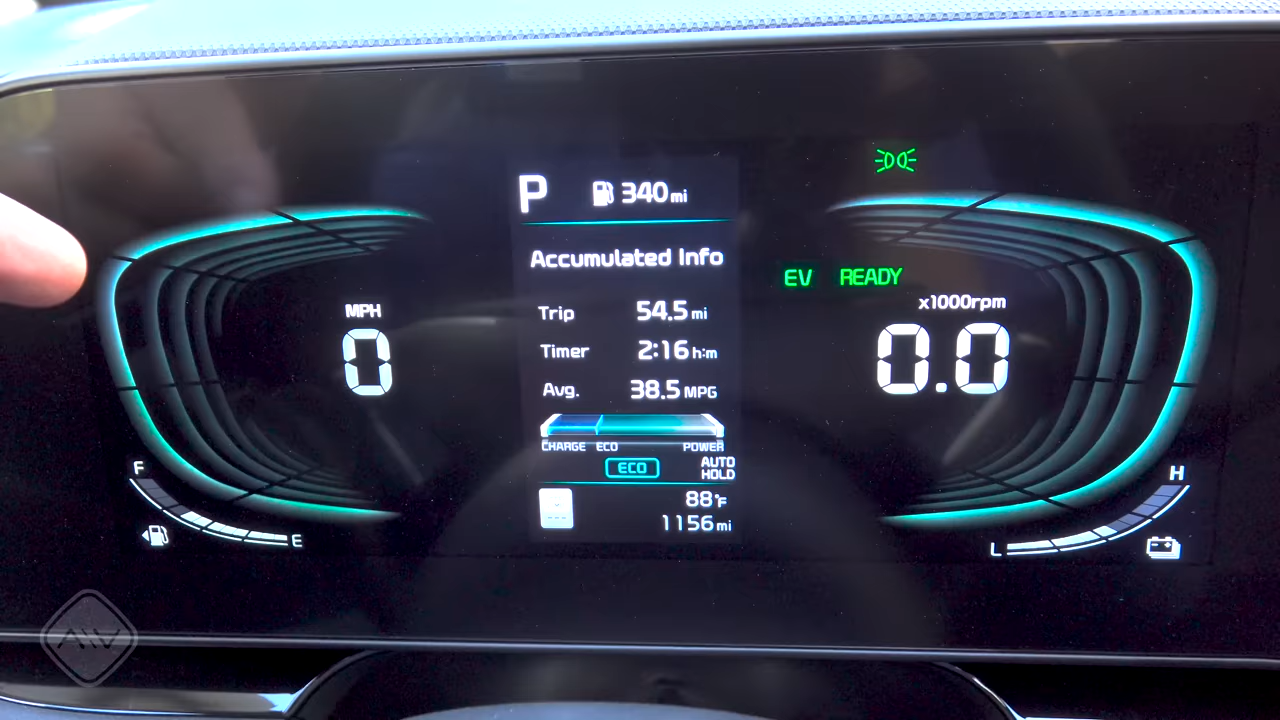 P 340 mi
Accumulated Info
EV READY
MPH
x1000rpm
Trip 54.5 mi
0
0.0
Timer 2:16 h:m
Avg. 38.5 MPG
CHARGE ECO POWER
ECO
AUTO
HOLD
F
E
H
L
88°F
1156 mi